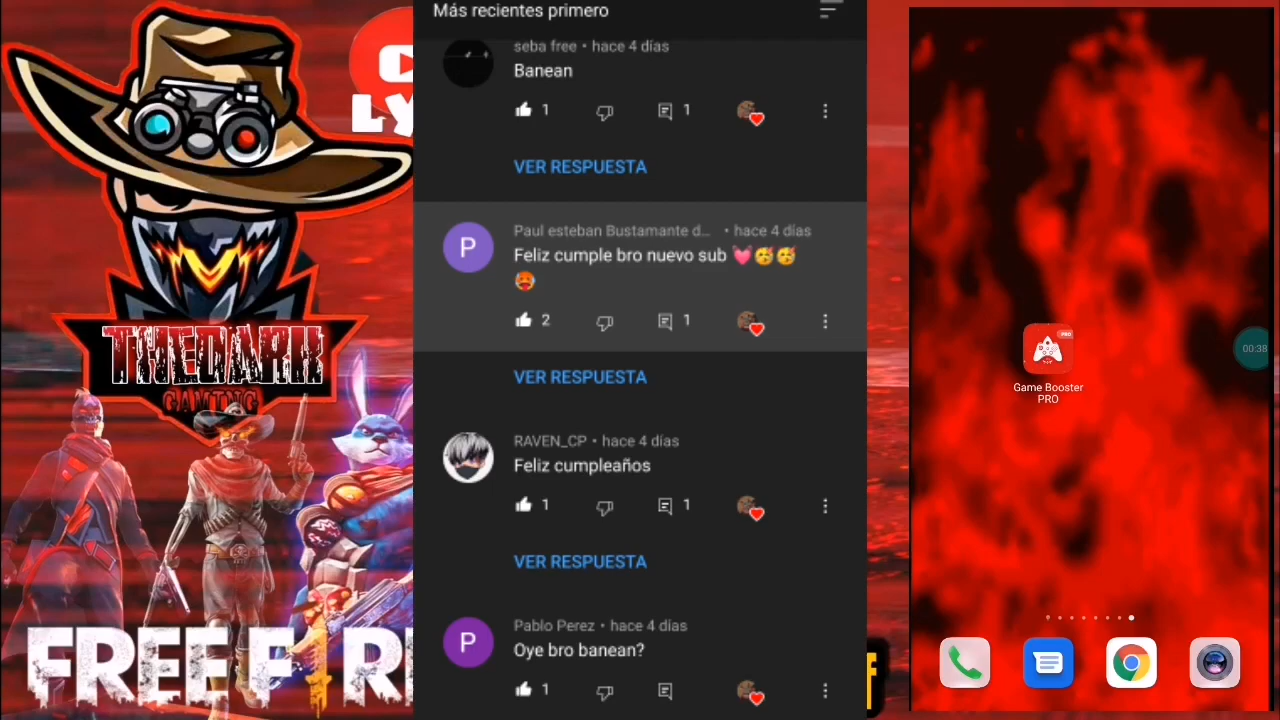 LY
THEDARK
GAMING
FREE FIRE
Más recientes primero
seba free • hace 4 días
Banean
1
1
VER RESPUESTA
P
Paul esteban Bustamante d... • hace 4 días
Feliz cumple bro nuevo sub 💓🥳🥳
🥵
2
1
VER RESPUESTA
RAVEN_CP • hace 4 días
Feliz cumpleaños
1
1
VER RESPUESTA
P
Pablo Perez • hace 4 días
Oye bro banean?
1
f
PRO
Game Booster
PRO
00:38